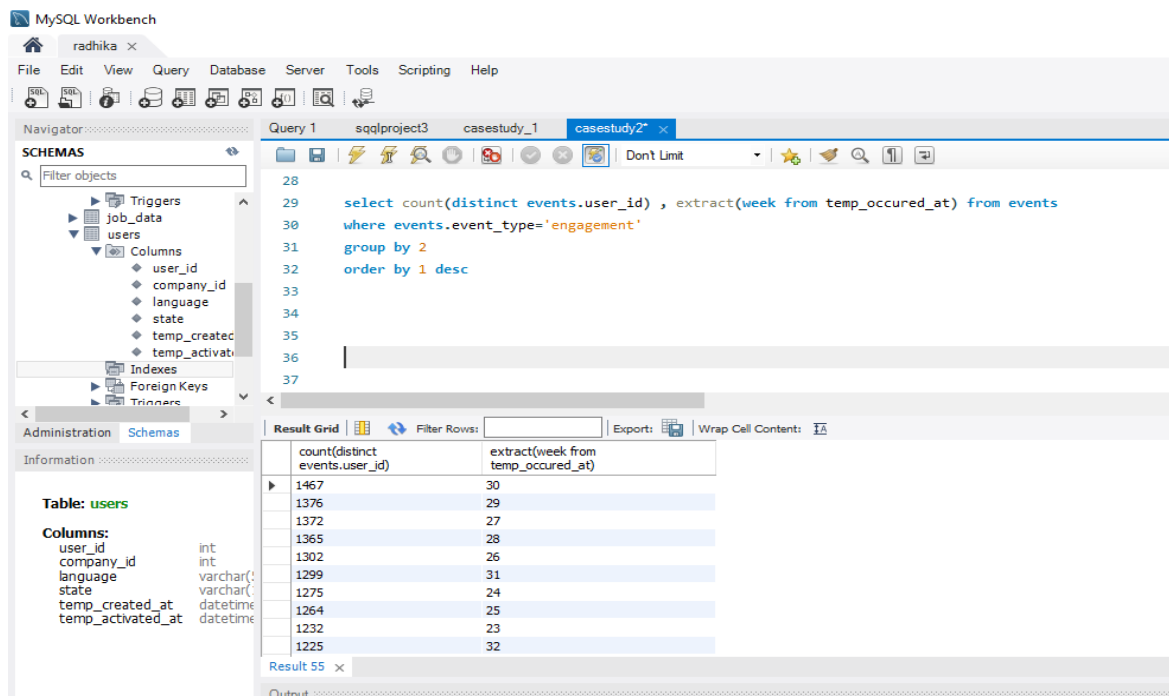 MySQL Workbench
radhika
File Edit View Query Database Server Tools Scripting Help
Navigator
SCHEMAS
Filter objects
Triggers
job_data
users
Columns
user_id
company_id
language
state
temp_created
temp_activat
Indexes
Foreign Keys
Triggers
Administration Schemas
Information
Table: users
Columns:
user_id int
company_id int
language varchar(
state varchar(
temp_created_at datetime
temp_activated_at datetime
Query 1 sqqlproject3 casestudy_1 casestudy2*
Don't Limit
28
29 select count(distinct events.user_id) , extract(week from temp_occured_at) from events
30 where events.event_type='engagement'
31 group by 2
32 order by 1 desc
33
34
35
36
37
Result Grid Filter Rows: Export: Wrap Cell Content:
count(distinct extract(week from
events.user_id) temp_occured_at)
1467 30
1376 29
1372 27
1365 28
1302 26
1299 31
1275 24
1264 25
1232 23
1225 32
Result 55
Output